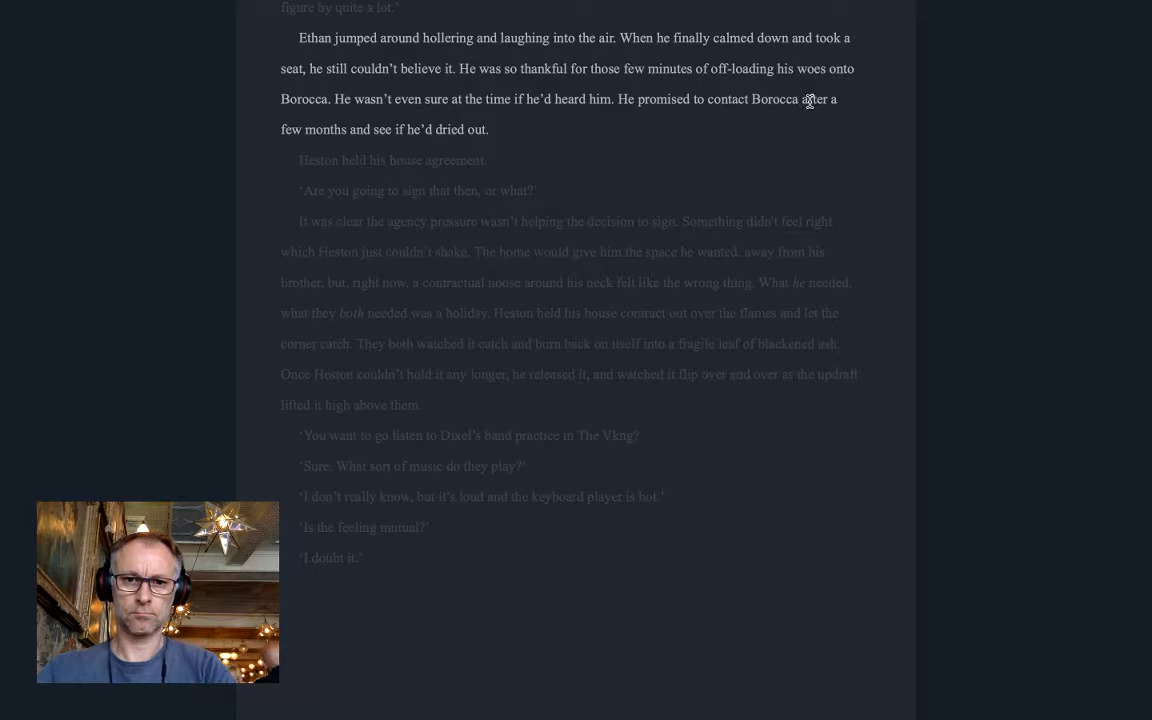 figure by quite a lot.’
Ethan jumped around hollering and laughing into the air. When he finally calmed down and took a
seat, he still couldn’t believe it. He was so thankful for those few minutes of off-loading his woes onto
Borocca. He wasn’t even sure at the time if he’d heard him. He promised to contact Borocca after a
few months and see if he’d dried out.
Heston held his house agreement.
‘Are you going to sign that then, or what?’
It was clear the agency pressure wasn’t helping the decision to sign. Something didn’t feel right
which Heston just couldn’t shake. The home would give him the space he wanted, away from his
brother, but, right now, a contractual noose around his neck felt like the wrong thing. What he needed,
what they both needed was a holiday. Heston held his house contract out over the flames and let the
corner catch. They both watched it catch and burn back on itself into a fragile leaf of blackened ash.
Once Heston couldn’t hold it any longer, he released it, and watched it flip over and over as the updraft
lifted it high above them.
‘You want to go listen to Dixel’s band practice in The Vkng?
‘Sure. What sort of music do they play?’
‘I don’t really know, but it’s loud and the keyboard player is hot.’
‘Is the feeling mutual?’
‘I doubt it.’